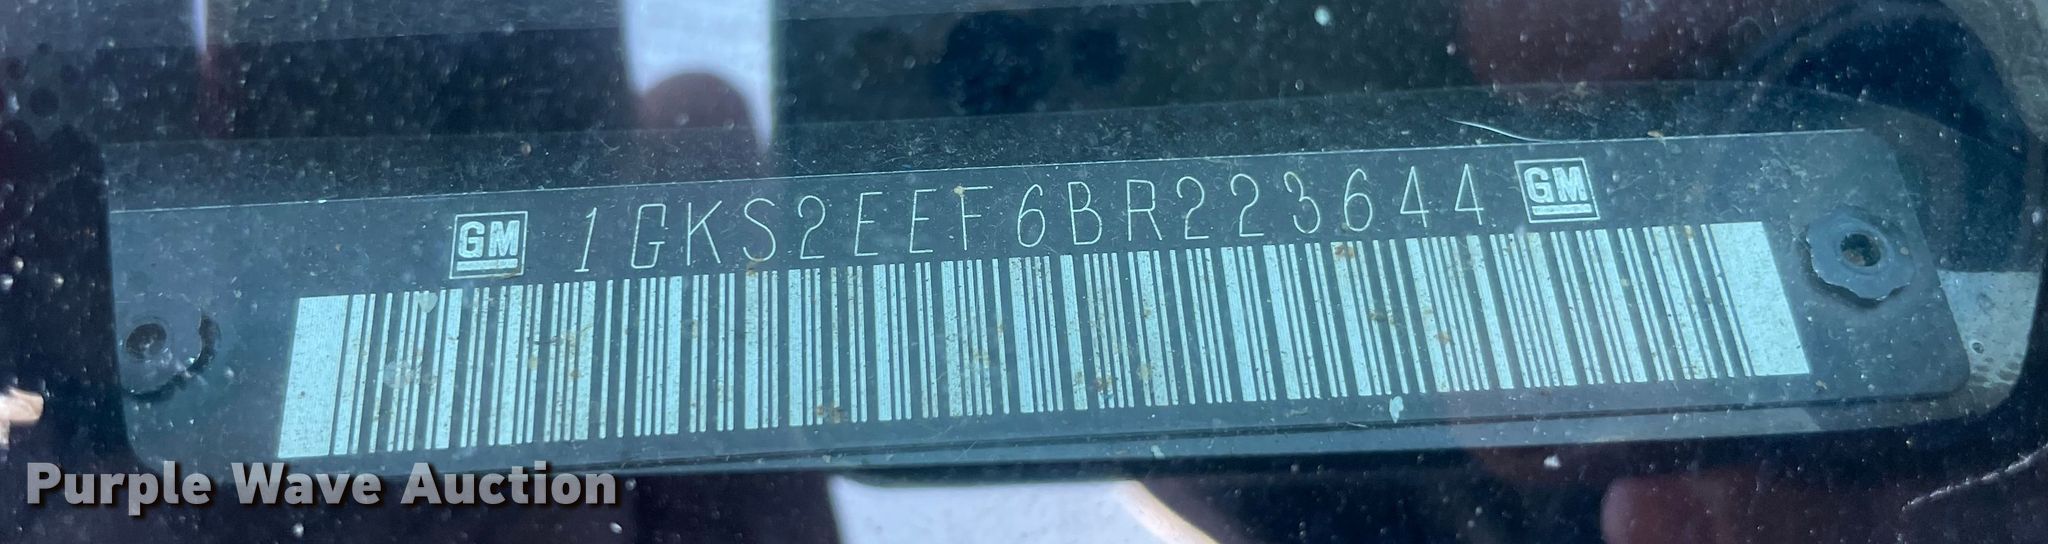 GM 1GKS2EEF6BR223644 GM
Purple Wave Auction